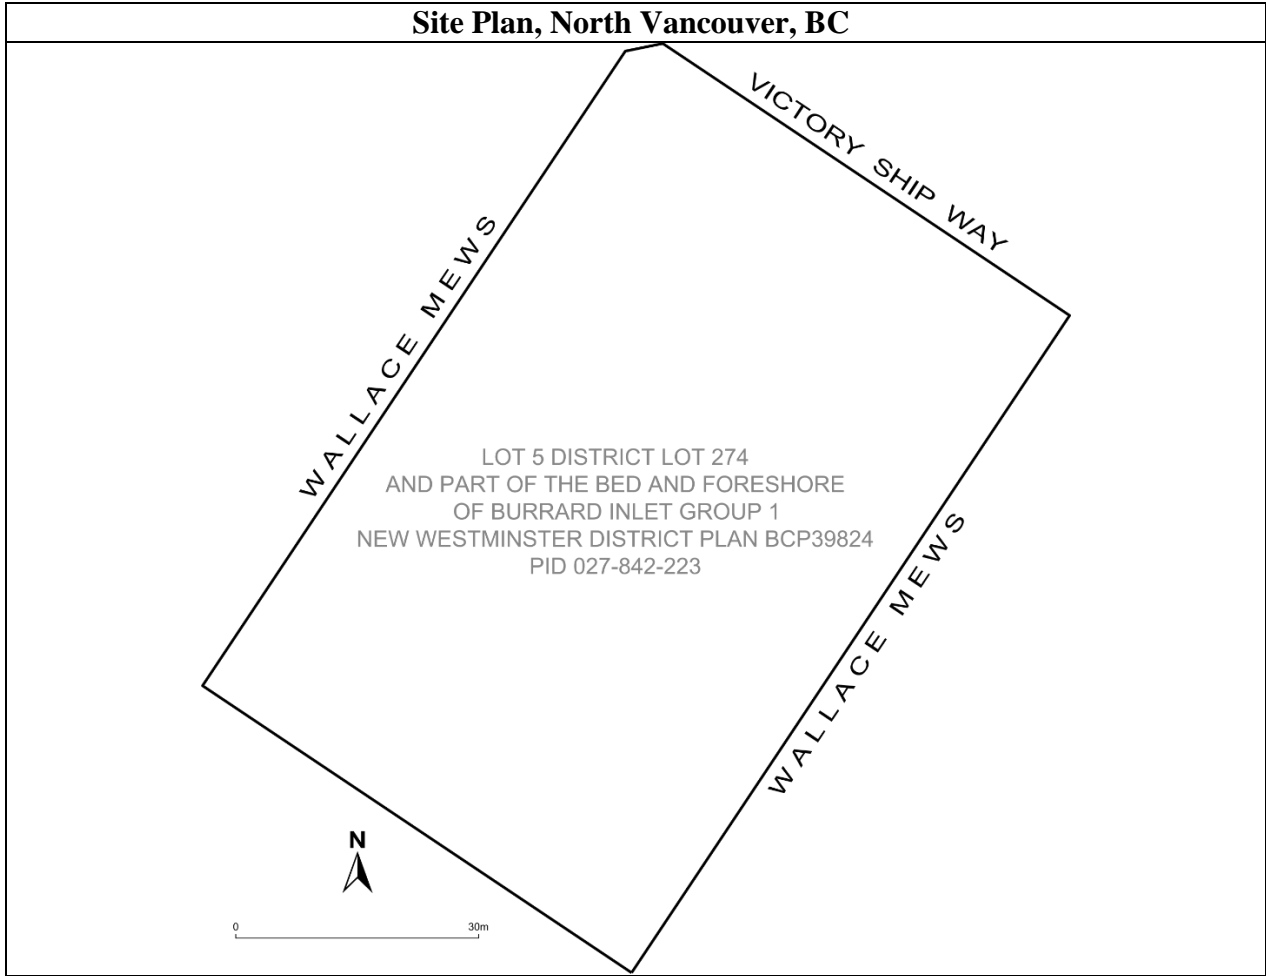 Site Plan, North Vancouver, BC
VICTORY SHIP WAY
WALLACE MEWS
LOT 5 DISTRICT LOT 274
AND PART OF THE BED AND FORESHORE
OF BURRARD INLET GROUP 1
NEW WESTMINSTER DISTRICT PLAN BCP39824
PID 027-842-223
WALLACE MEWS
N
0 30m